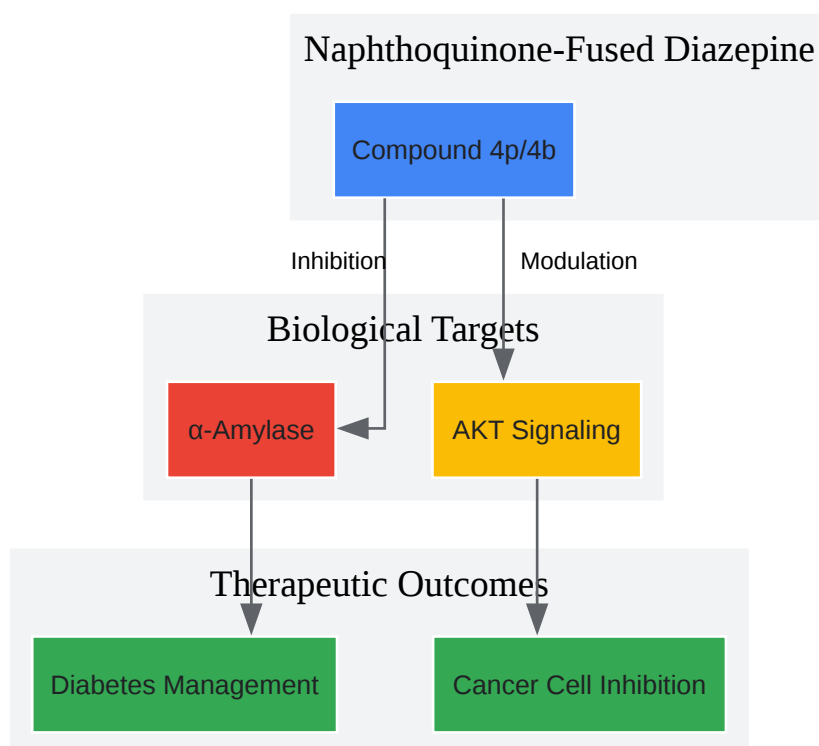 Naphthoquinone-Fused Diazepine
Compound 4p/4b
Inhibition
Modulation
Biological Targets
α-Amylase
AKT Signaling
Therapeutic Outcomes
Diabetes Management
Cancer Cell Inhibition